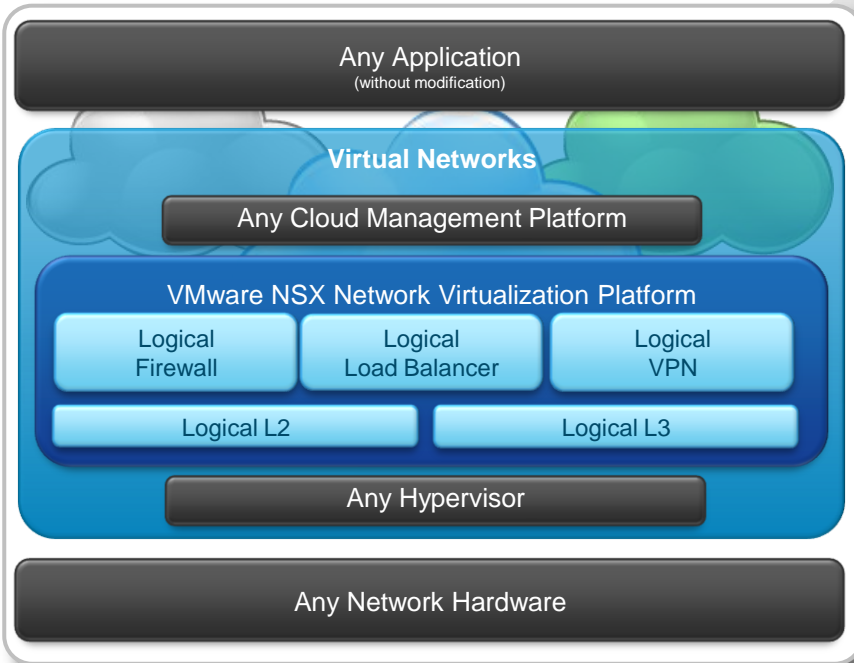 Any Application
(without modification)
Virtual Networks
Any Cloud Management Platform
VMware NSX Network Virtualization Platform
Logical
Firewall
Logical
Load Balancer
Logical
VPN
Logical L2
Logical L3
Any Hypervisor
Any Network Hardware